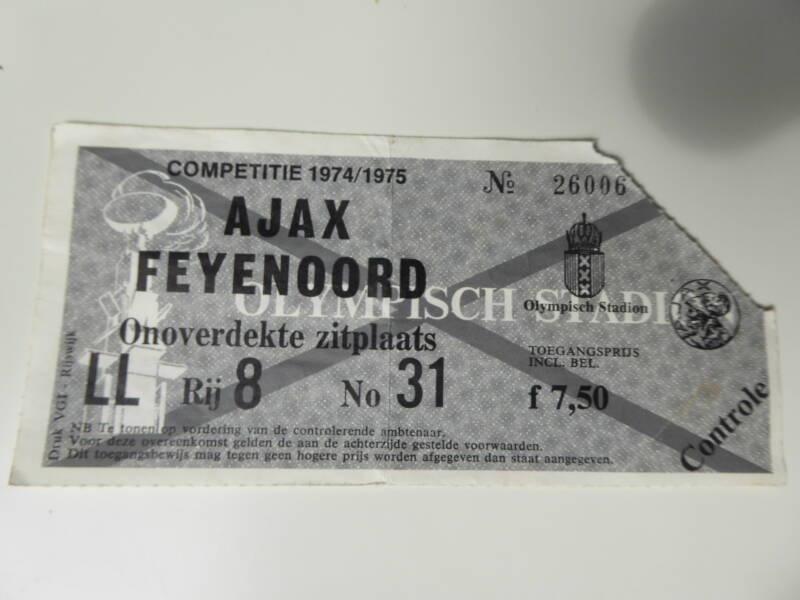 COMPETITIE 1974/1975
№ 26006
AJAX
FEYENOORD
OLYMPISCH STADI
Olympisch Stadion
Onoverdekte zitplaats
LL Rij 8 No 31
TOEGANGSPRIJS
INCL. BEL.
f 7,50
Controle
Druk VGI - Rijswijk
NB Te tonen op vordering van de controlerende ambtenaar.
Voor deze overeenkomst gelden de aan de achterzijde gestelde voorwaarden.
Dit toegangsbewijs mag tegen geen hogere prijs worden afgegeven dan staat aangegeven.